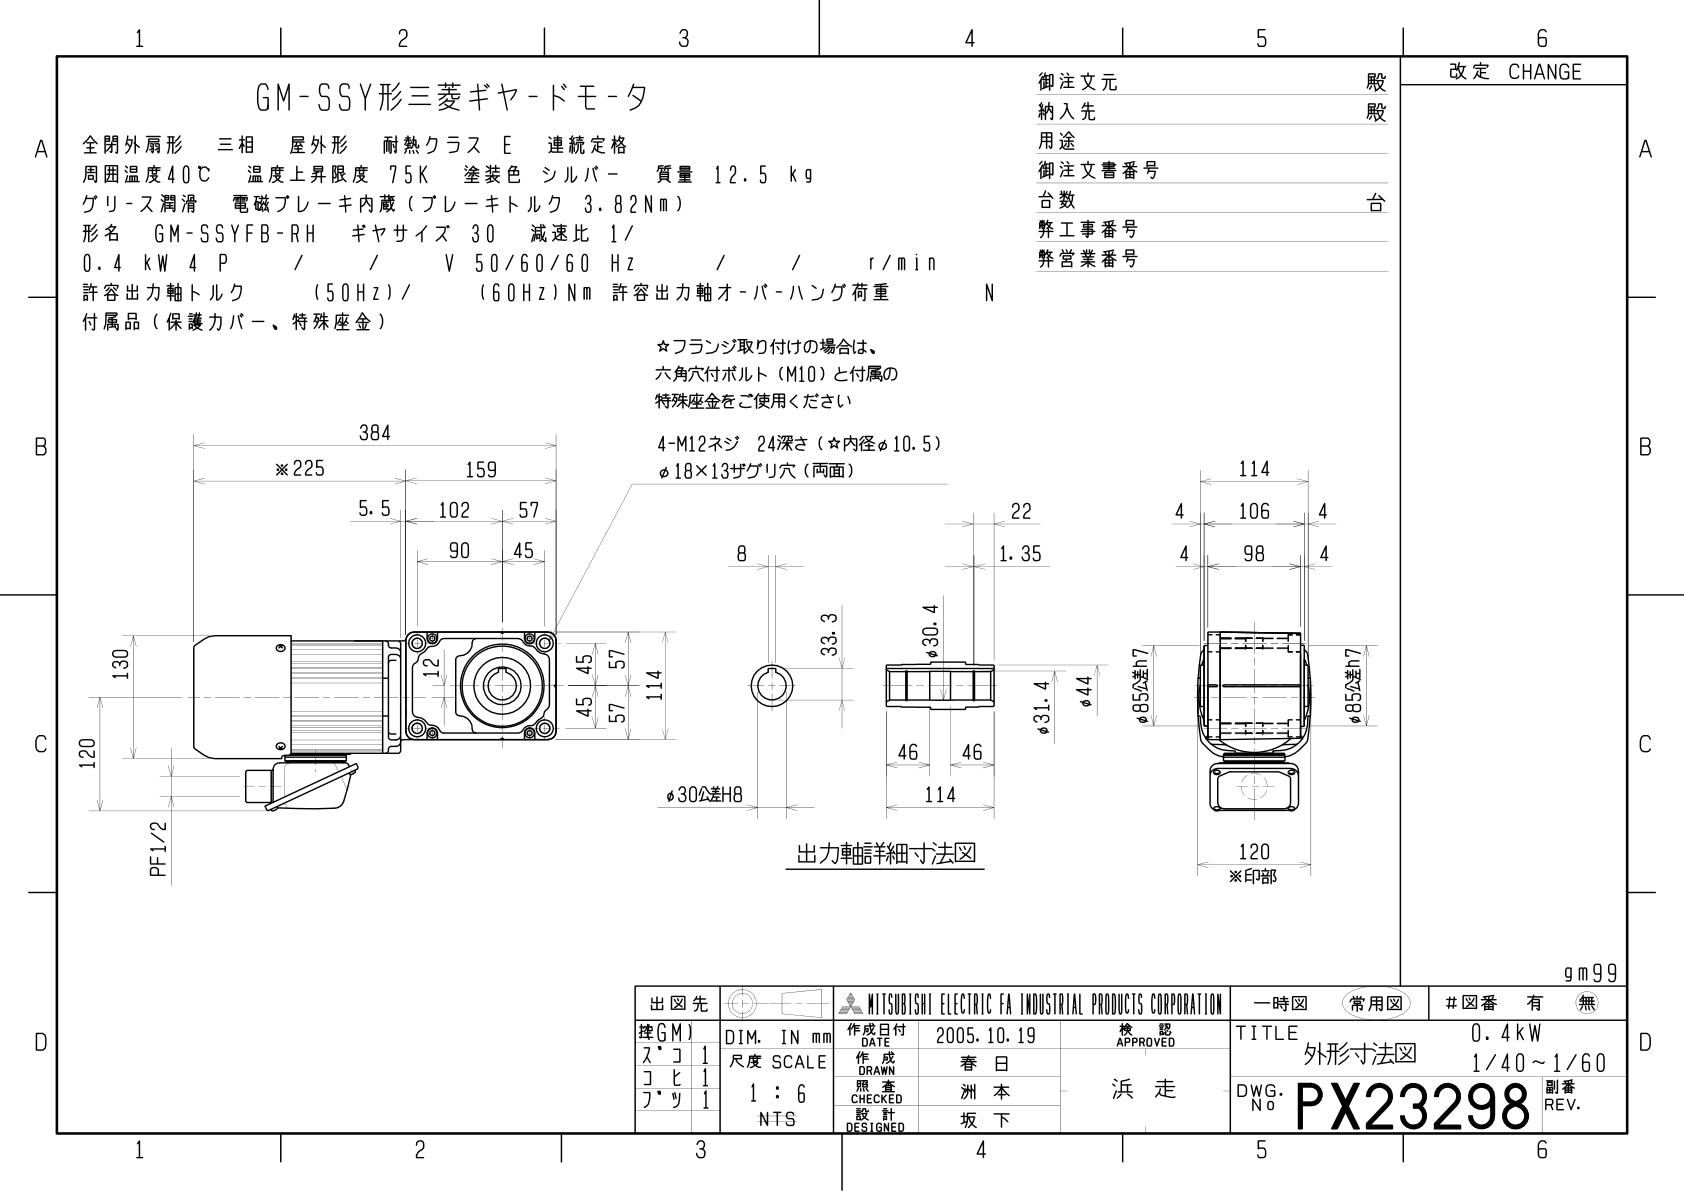 1 2 3 4 5 6
改定 CHANGE
GM-SSY形三菱ギヤ-ドモ-タ
全閉外扇形 三相 屋外形 耐熱クラス E 連続定格
周囲温度40℃ 温度上昇限度 75K 塗装色 シルバ- 質量 12.5 kg
グリ-ス潤滑 電磁ブレ-キ内蔵(ブレ-キトルク 3.82Nm)
形名 GM-SSYFB-RH ギヤサイズ 30 減速比 1/
0.4 kW 4 P / / V 50/60/60 Hz / / r/min
許容出力軸トルク (50Hz)/ (60Hz)Nm 許容出力軸オ-バ-ハング荷重 N
付属品(保護カバー、特殊座金)
御注文元 殿
納入先 殿
用途
御注文書番号
台数 台
弊工事番号
弊営業番号
A A
B B
C C
D D
☆フランジ取り付けの場合は、
六角穴付ボルト(M10)と付属の
特殊座金をご使用ください
4-M12ネジ 24深さ(☆内径φ10.5)
φ18×13ザグリ穴(両面)
384
※225 159
5.5 102 57
90 45
130
120
PF1/2
12
45 57
45 57
114
8
φ30公差H8
33.3
φ30.4
22
1.35
φ31.4
φ44
46 46
114
出力軸詳細寸法図
114
4 106 4
4 98 4
φ85公差h7
φ85公差h7
120
※印部
gm99
出図先
GM)
ズ゛コ 1
コ ヒ 1
フ゛ツ 1
DIM. IN mm
尺度 SCALE
1 : 6
NTS
MITSUBISHI ELECTRIC FA INDUSTRIAL PRODUCTS CORPORATION
作成日付 DATE 2005.10.19
作成 DRAWN 春日
照査 CHECKED 洲本
設計 DESIGNED 坂下
検認 APPROVED
浜走
一時図 常用図 #図番 有 無
TITLE
外形寸法図
0.4kW
1/40~1/60
DWG. No PX23298
副番 REV.
1 2 3 4 5 6